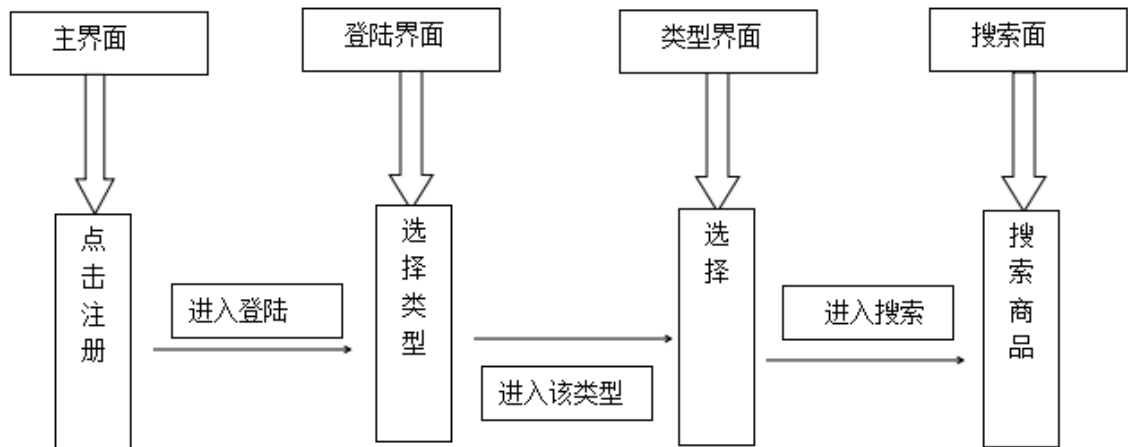 主界面
登陆界面
类型界面
搜索面
点击注册
选择类型
选择
搜索商品
进入登陆
进入该类型
进入搜索